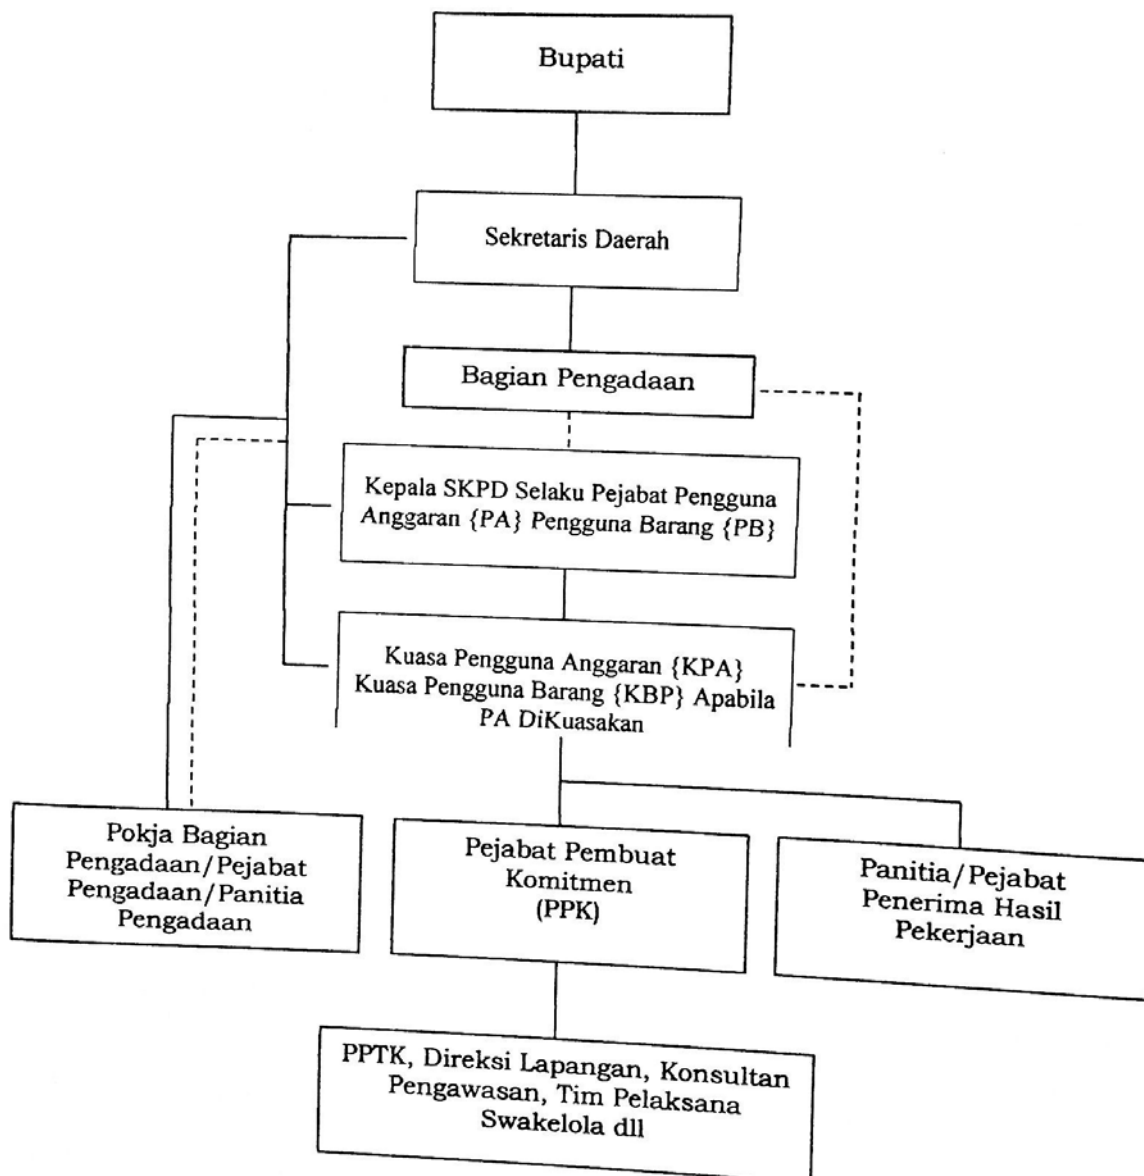 Bupati
Sekretaris Daerah
Bagian Pengadaan
Kepala SKPD Selaku Pejabat Pengguna
Anggaran {PA} Pengguna Barang {PB}
Kuasa Pengguna Anggaran {KPA}
Kuasa Pengguna Barang {KBP} Apabila
PA DiKuasakan
Pokja Bagian
Pengadaan/Pejabat
Pengadaan/Panitia
Pengadaan
Pejabat Pembuat
Komitmen
(PPK)
Panitia/Pejabat
Penerima Hasil
Pekerjaan
PPTK, Direksi Lapangan, Konsultan
Pengawasan, Tim Pelaksana
Swakelola dll